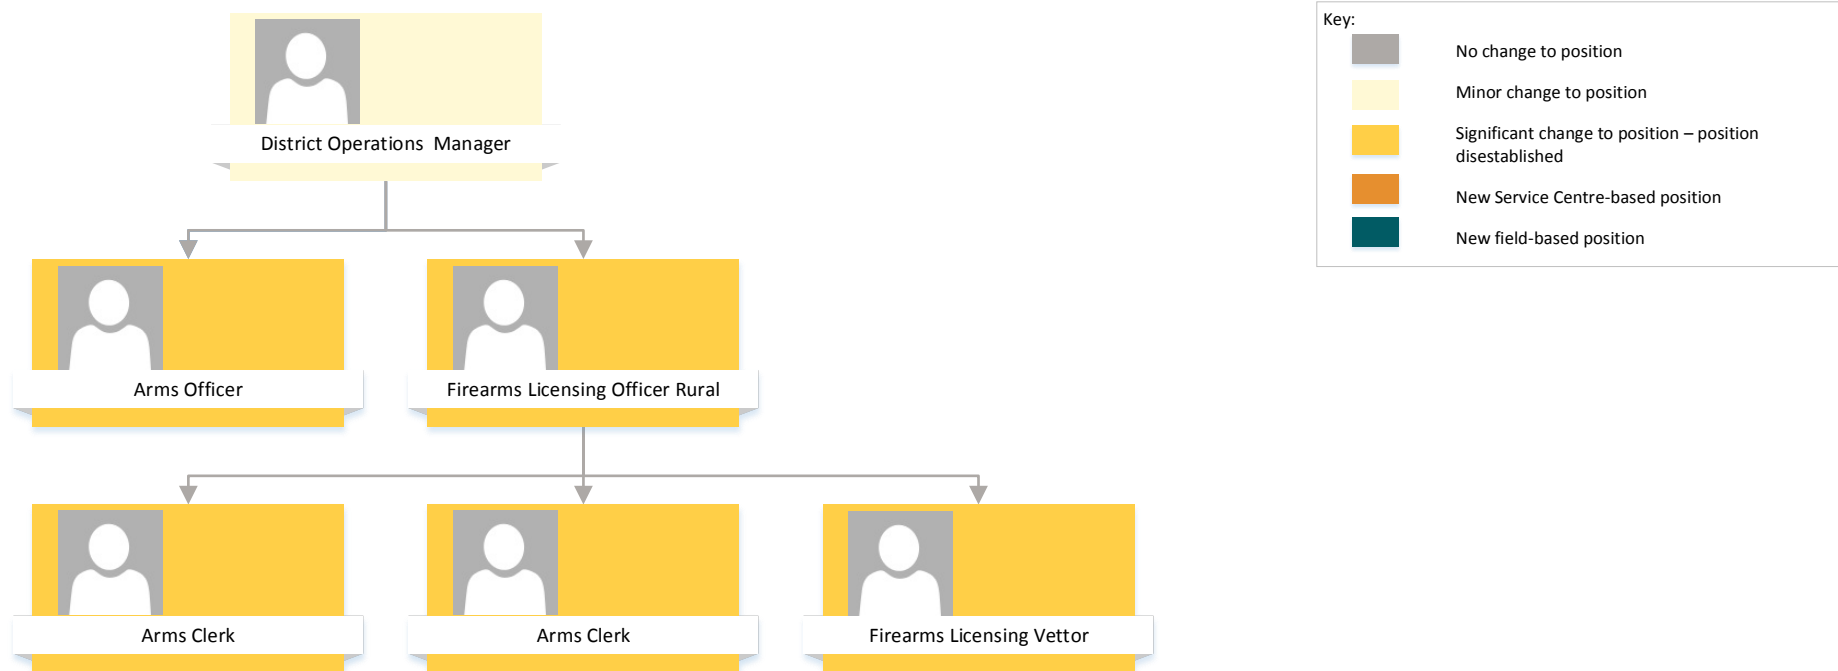 Key:
No change to position
Minor change to position
Significant change to position – position
disestablished
New Service Centre-based position
New field-based position
District Operations  Manager
Arms Officer
Firearms Licensing Officer Rural
Arms Clerk
Arms Clerk
Firearms Licensing Vettor